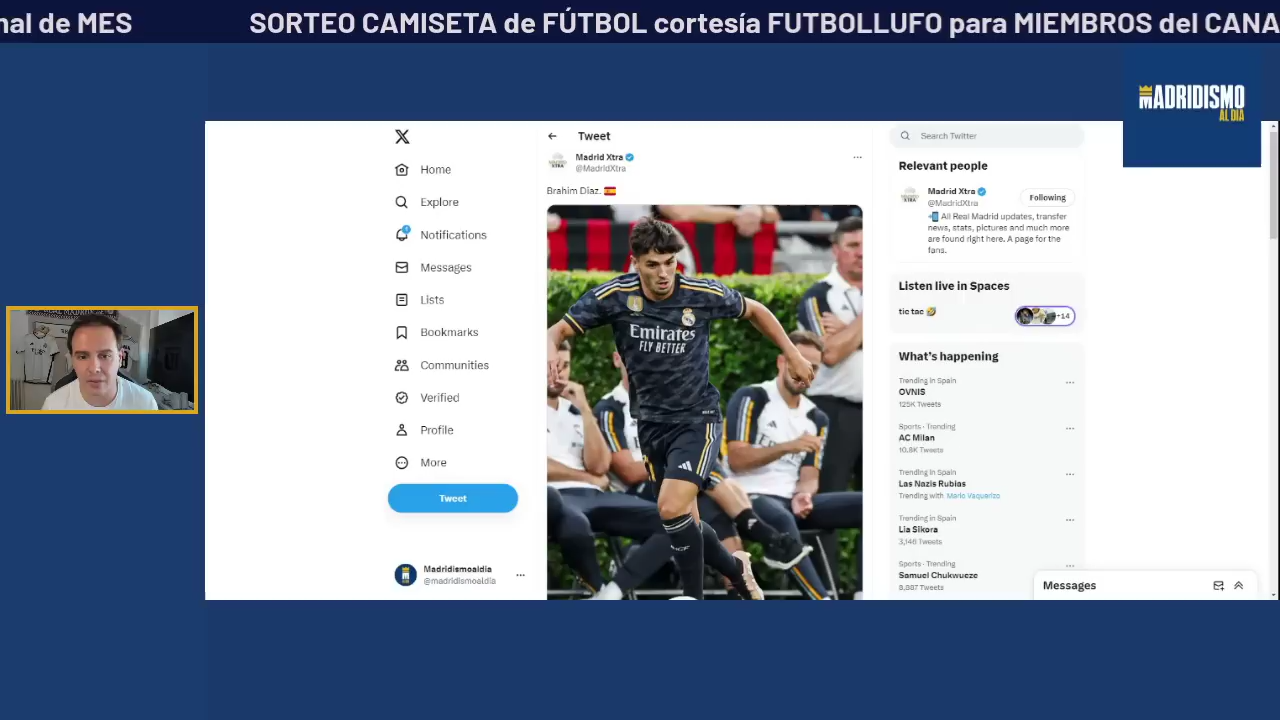 nal de MES SORTEO CAMISETA de FÚTBOL cortesía FUTBOLLUFO para MIEMBROS del CANA
MADRIDISMO
AL DÍA
Tweet
Search Twitter
Madrid Xtra
@MadridXtra
Brahim Diaz.
Home
Explore
Notifications
Messages
Lists
Bookmarks
Communities
Verified
Profile
More
Tweet
Madridismoaldia
@madridismoaldia
Emirates
FLY BETTER
Relevant people
Madrid Xtra
@MadridXtra
Following
All Real Madrid updates, transfer
news, stats, pictures and much more
are found right here. A page for the
fans.
Listen live in Spaces
tic tac
+14
What's happening
Trending in Spain
OVNIS
125K Tweets
Sports · Trending
AC Milan
10.8K Tweets
Trending in Spain
Las Nazis Rubias
Trending with Mario Vaquerizo
Trending in Spain
Lia Sikora
3,146 Tweets
Sports · Trending
Samuel Chukwueze
8,887 Tweets
Messages